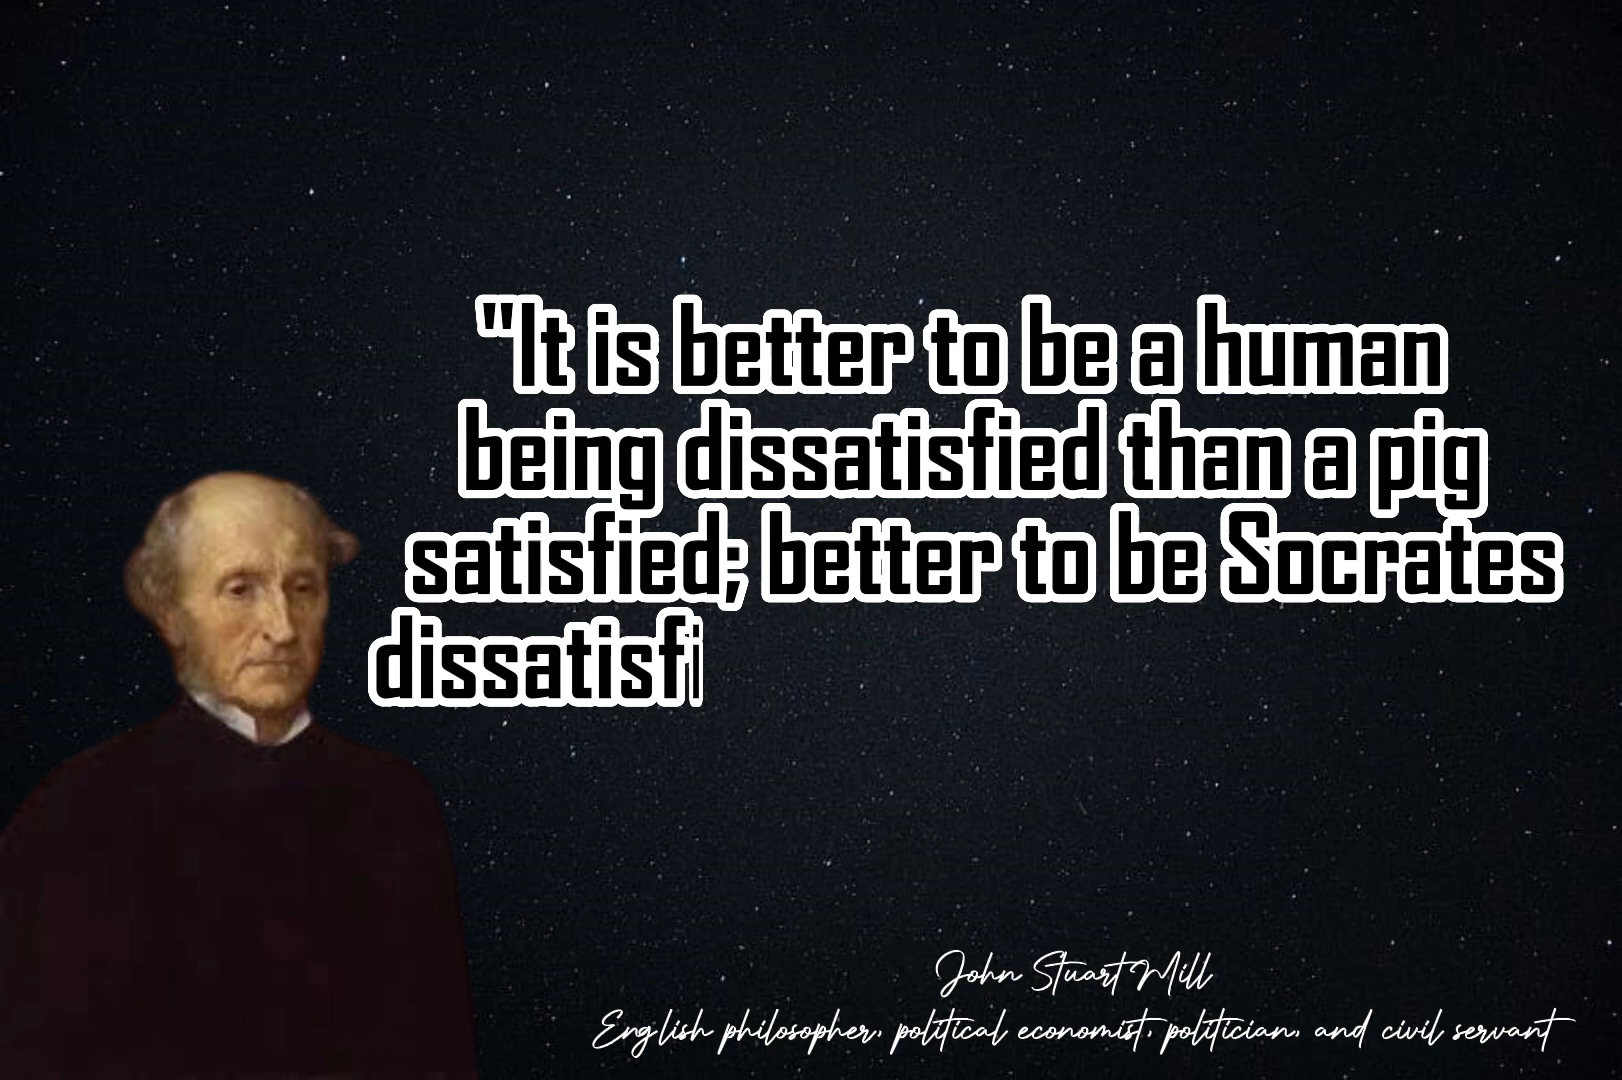 "It is better to be a human
being dissatisfied than a pig
satisfied; better to be Socrates
dissatisfi
John Stuart Mill
English philosopher, political economist, politician, and civil servant